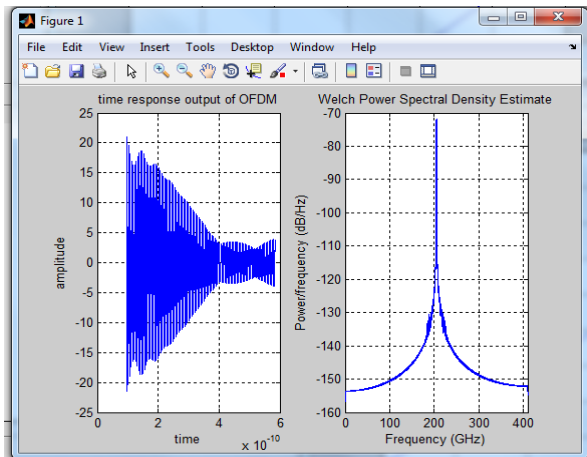 Figure 1
File Edit View Insert Tools Desktop Window Help
time response output of OFDM
25
20
15
10
5
0
-5
-10
-15
-20
-25
amplitude
0 2 4 6
time
x 10^-10
Welch Power Spectral Density Estimate
-70
-80
-90
-100
-110
-120
-130
-140
-150
-160
Power/frequency (dB/Hz)
0 100 200 300 400
Frequency (GHz)